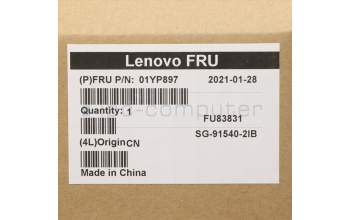 Lenovo FRU
(P)FRU P/N: 01YP897 2021-01-28
Quantity: 1
FU83831
SG-91540-2IB
(4L)OriginCN
Made in China